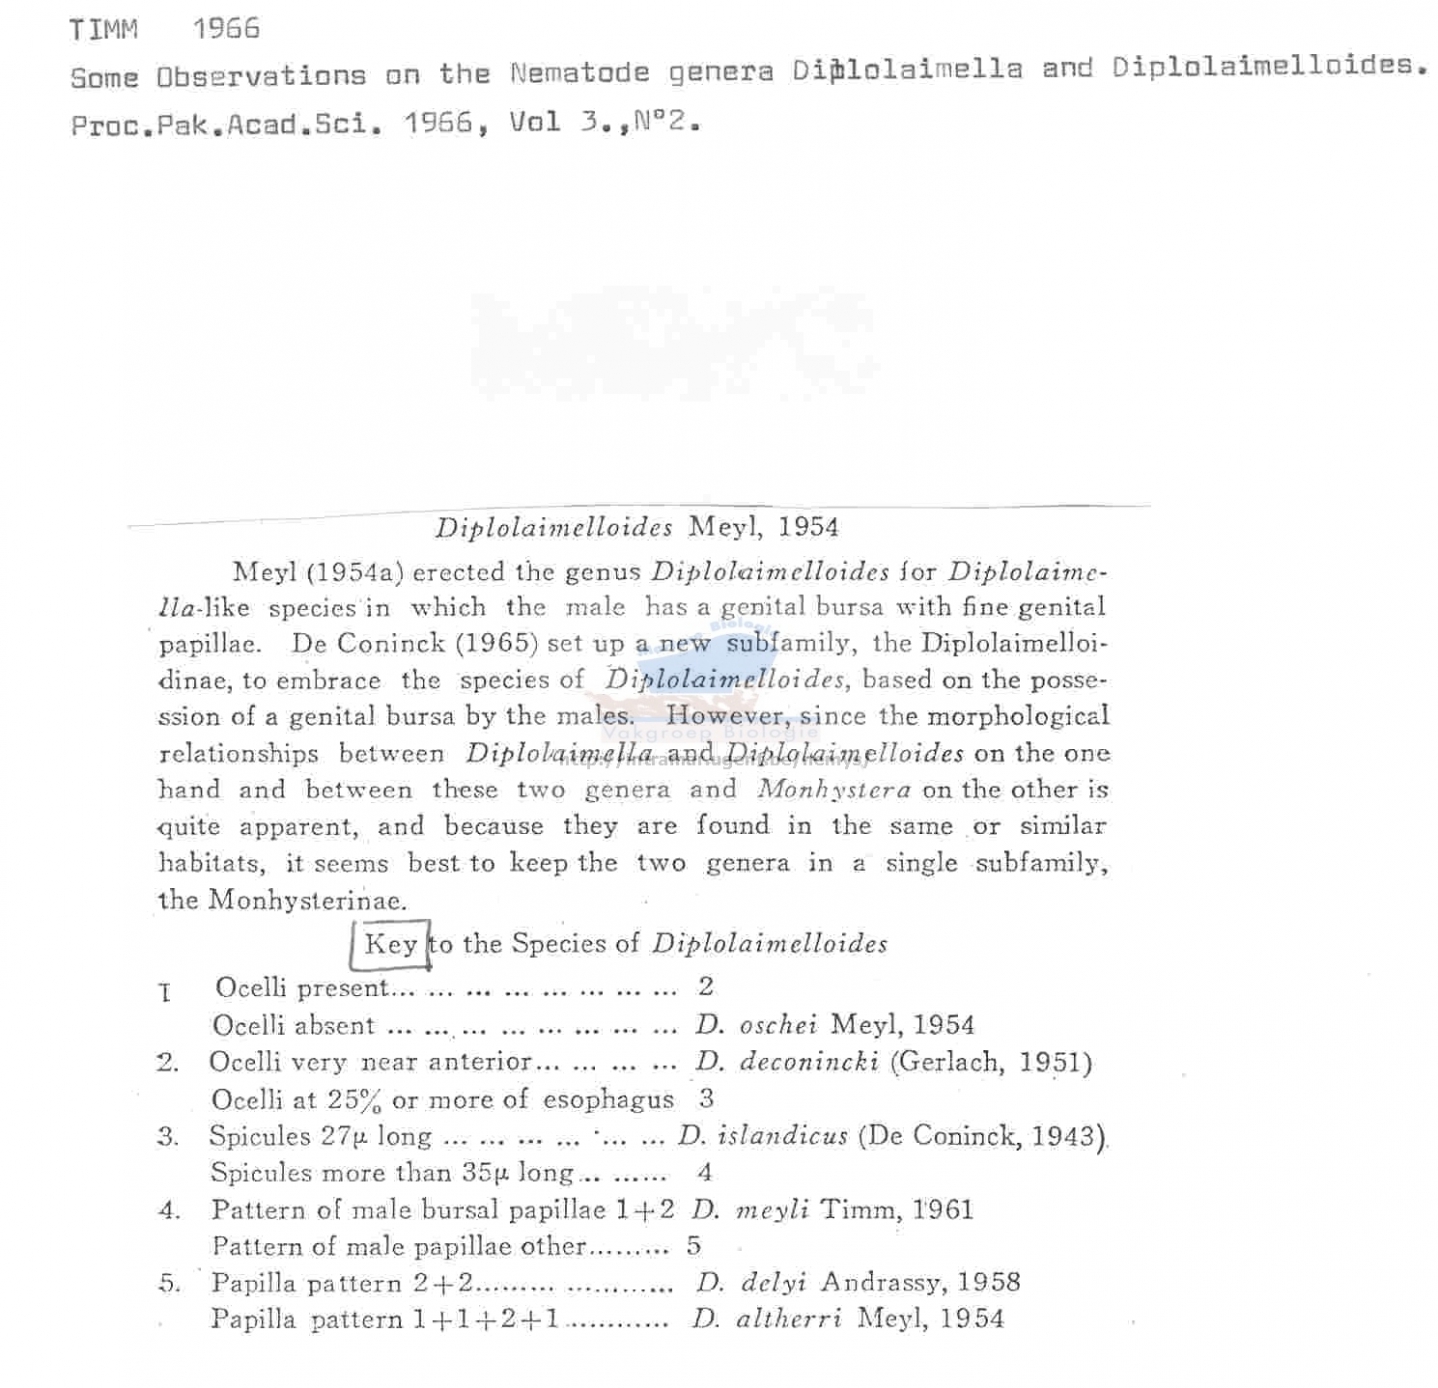 TIMM 1966
Some Observations on the Nematode genera Diplolaimella and Diplolaimelloides.
Proc.Pak.Acad.Sci. 1966, Vol 3.,N°2.
Diplolaimelloides Meyl, 1954
Meyl (1954a) erected the genus Diplolaimelloides for Diplolaime-
lla-like species in which the male has a genital bursa with fine genital
papillae. De Coninck (1965) set up a new subfamily, the Diplolaimelloi-
dinae, to embrace the species of Diplolaimelloides, based on the posse-
ssion of a genital bursa by the males. However, since the morphological
Vakgroep Biologie
relationships between Diplolaimella and Diplolaimelloides on the one
hand and between these two genera and Monhystera on the other is
quite apparent, and because they are found in the same or similar
habitats, it seems best to keep the two genera in a single subfamily,
the Monhysterinae.
Key to the Species of Diplolaimelloides
1 Ocelli present... ... ... ... ... ... ... ... 2
Ocelli absent ... ... ... ... ... ... ... ... D. oschei Meyl, 1954
2. Ocelli very near anterior... ... ... ... D. deconincki (Gerlach, 1951)
Ocelli at 25% or more of esophagus 3
3. Spicules 27µ long ... ... ... ... ... ... D. islandicus (De Coninck, 1943).
Spicules more than 35µ long... ...... 4
4. Pattern of male bursal papillae 1+2 D. meyli Timm, 1961
Pattern of male papillae other......... 5
5. Papilla pattern 2+2......... ............ D. delyi Andrassy, 1958
Papilla pattern 1+1+2+1............ D. altherri Meyl, 1954